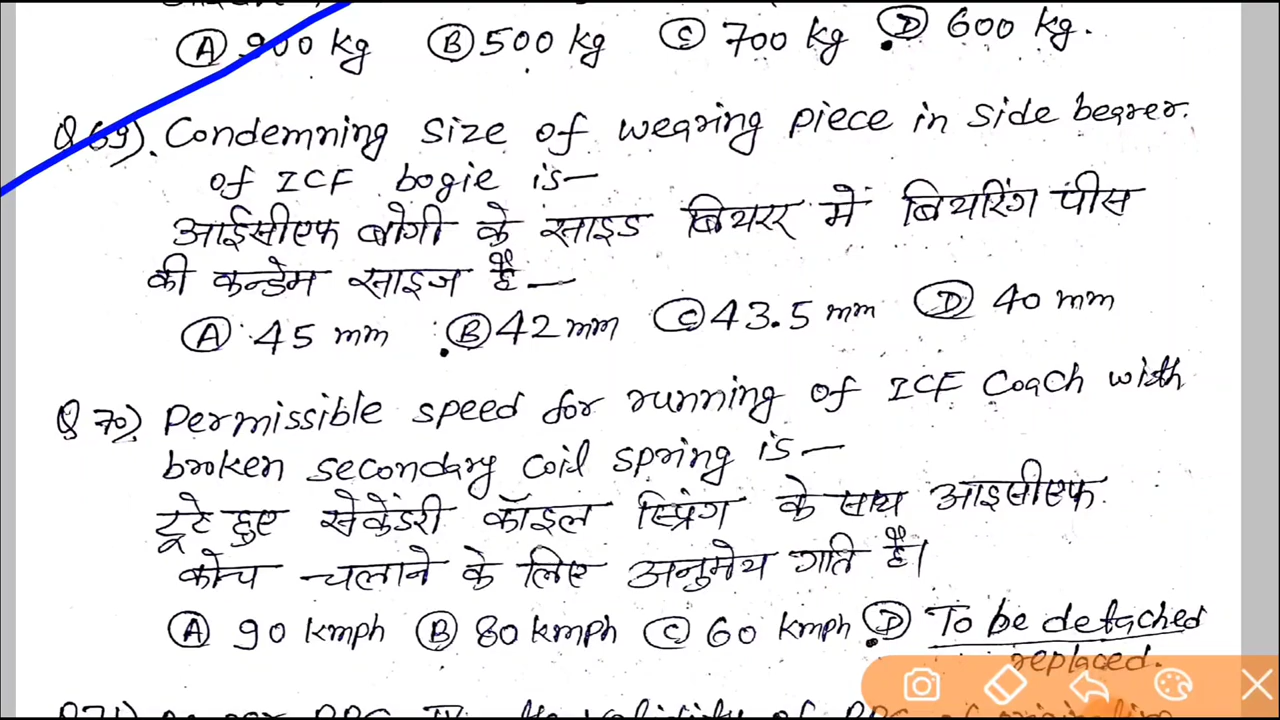 (A) 900 kg (B) 500 kg (C) 700 kg (D) 600 kg.
Q 69). Condemning size of wearing piece in side bearer.
of ICF bogie is—
आईसीएफ बोगी के साइड बियरर में बियरिंग पीस
की कन्डेम साइज है —
(A) 45 mm (B) 42 mm (C) 43.5 mm (D) 40 mm
Q 70) Permissible speed for running of ICF Coach with
broken secondary coil spring is —
टूटे हुए सेकेंडरी कॉइल स्प्रिंग के साथ आइसीएफ
कोच चलाने के लिए अनुमेय गति है।
(A) 90 kmph (B) 80 kmph (C) 60 kmph (D) To be detached
replaced.